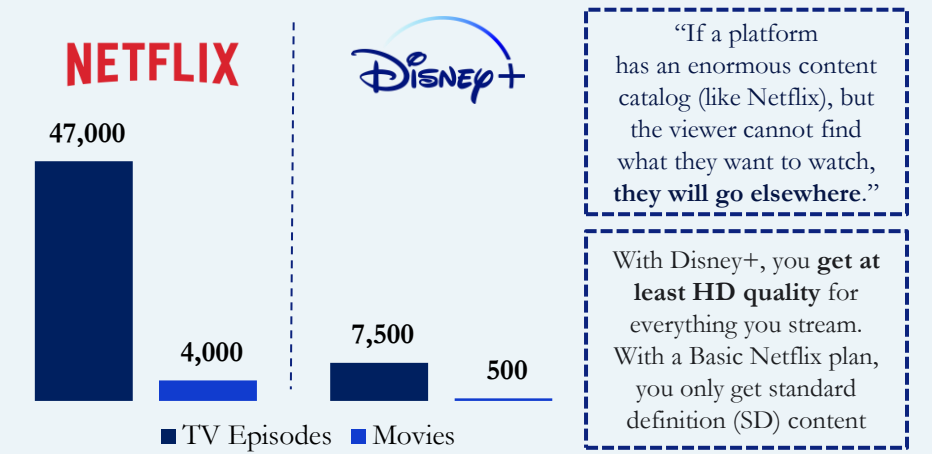 NETFLIX
47,000
4,000
Disney+
7,500
500
TV Episodes
Movies
“If a platform
has an enormous content
catalog (like Netflix), but
the viewer cannot find
what they want to watch,
they will go elsewhere.”
With Disney+, you get at
least HD quality for
everything you stream.
With a Basic Netflix plan,
you only get standard
definition (SD) content